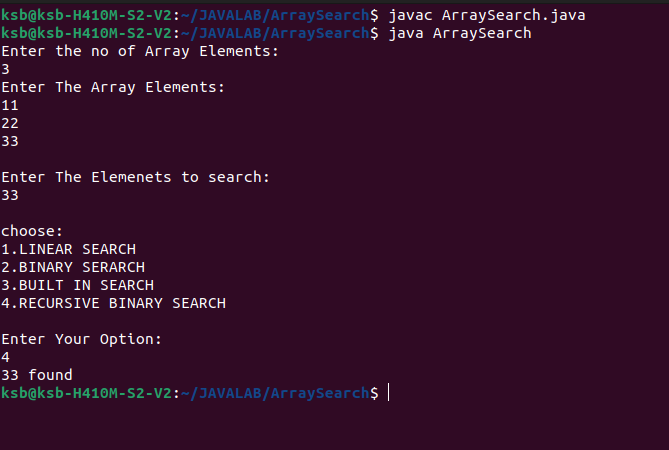 ksb@ksb-H410M-S2-V2:~/JAVALAB/ArraySearch$ javac ArraySearch.java
ksb@ksb-H410M-S2-V2:~/JAVALAB/ArraySearch$ java ArraySearch
Enter the no of Array Elements:
3
Enter The Array Elements:
11
22
33
Enter The Elemenets to search:
33
choose:
1.LINEAR SEARCH
2.BINARY SERARCH
3.BUILT IN SEARCH
4.RECURSIVE BINARY SEARCH
Enter Your Option:
4
33 found
ksb@ksb-H410M-S2-V2:~/JAVALAB/ArraySearch$